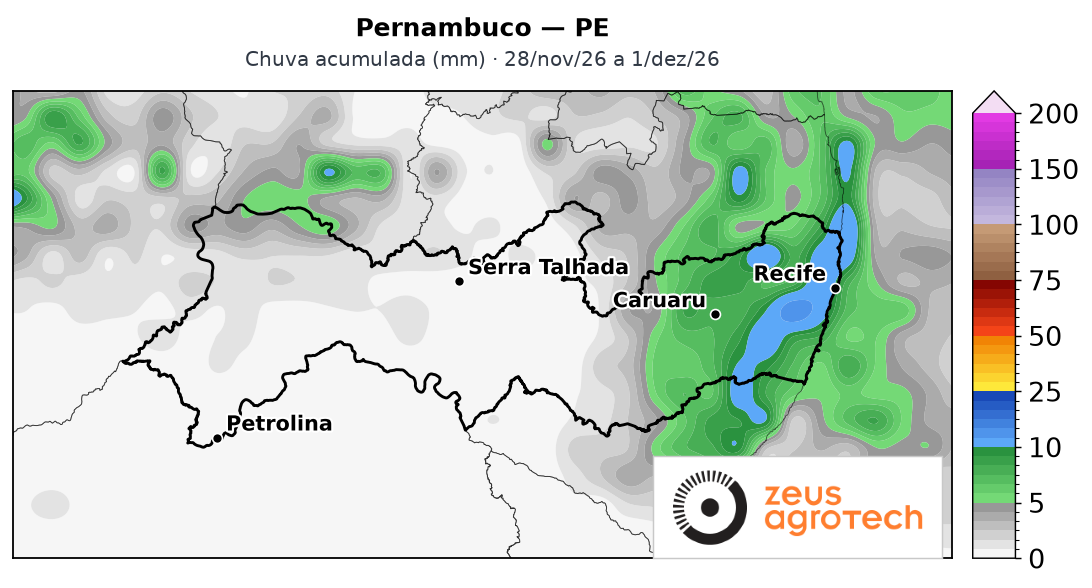 Pernambuco — PE
Chuva acumulada (mm) · 28/nov/26 a 1/dez/26
200
150
100
75
50
25
10
5
0
Serra Talhada
Recife
Caruaru
Petrolina
zeus
agrotech